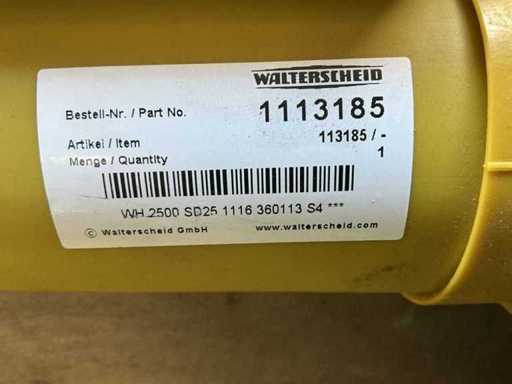 WALTERSCHEID
Bestell-Nr. / Part No. 1113185
Artikel / Item 113185 / -
Menge / Quantity 1
WH 2500 SD25 1116 360113 S4 ***
© Walterscheid GmbH www.walterscheid.com